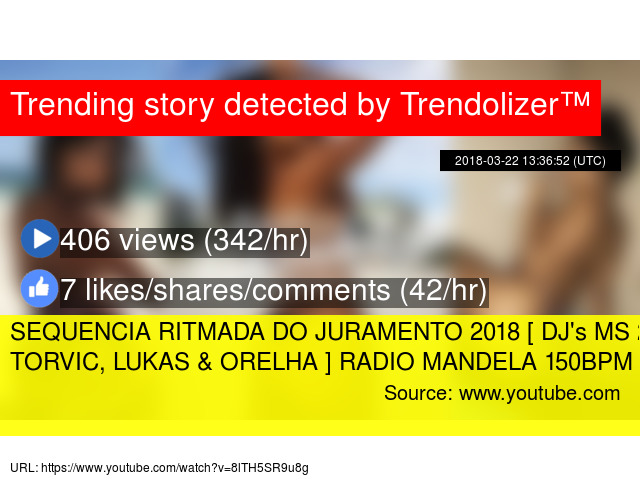 Trending story detected by Trendolizer™
2018-03-22 13:36:52 (UTC)
406 views (342/hr)
7 likes/shares/comments (42/hr)
SEQUENCIA RITMADA DO JURAMENTO 2018 [ DJ's MS
TORVIC, LUKAS & ORELHA ] RADIO MANDELA 150BPM
Source: www.youtube.com
URL: https://www.youtube.com/watch?v=8lTH5SR9u8g